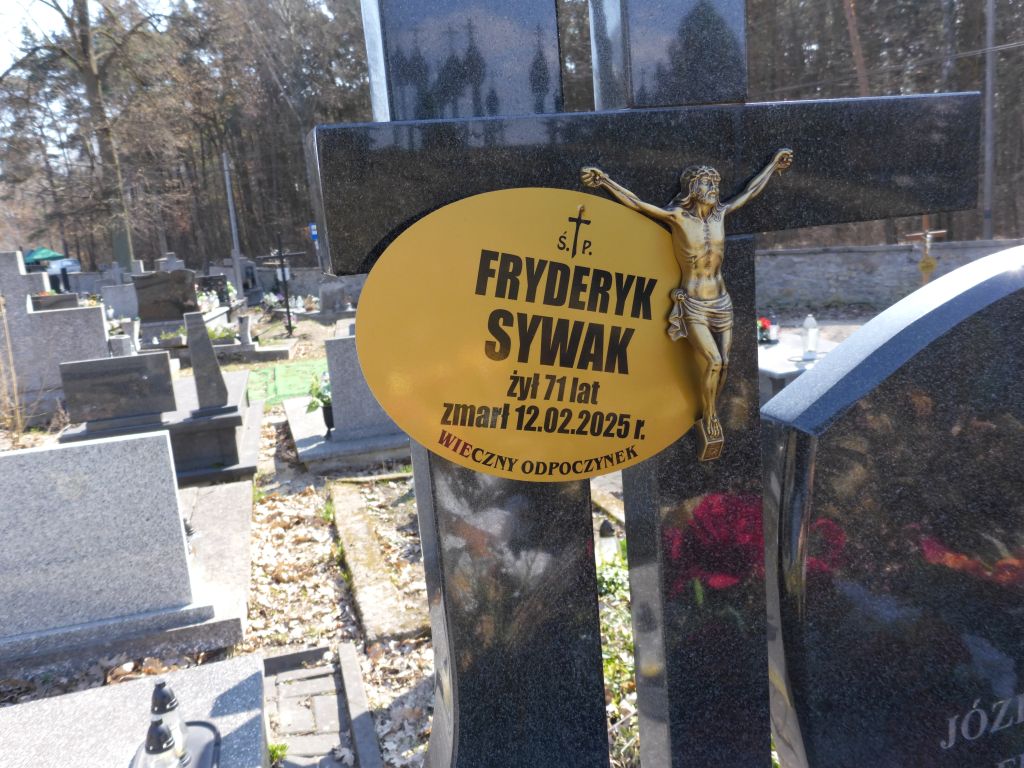 Ś. P.
FRYDERYK
SYWAK
żył 71 lat
zmarł 12.02.2025 r.
WIECZNY ODPOCZYNEK